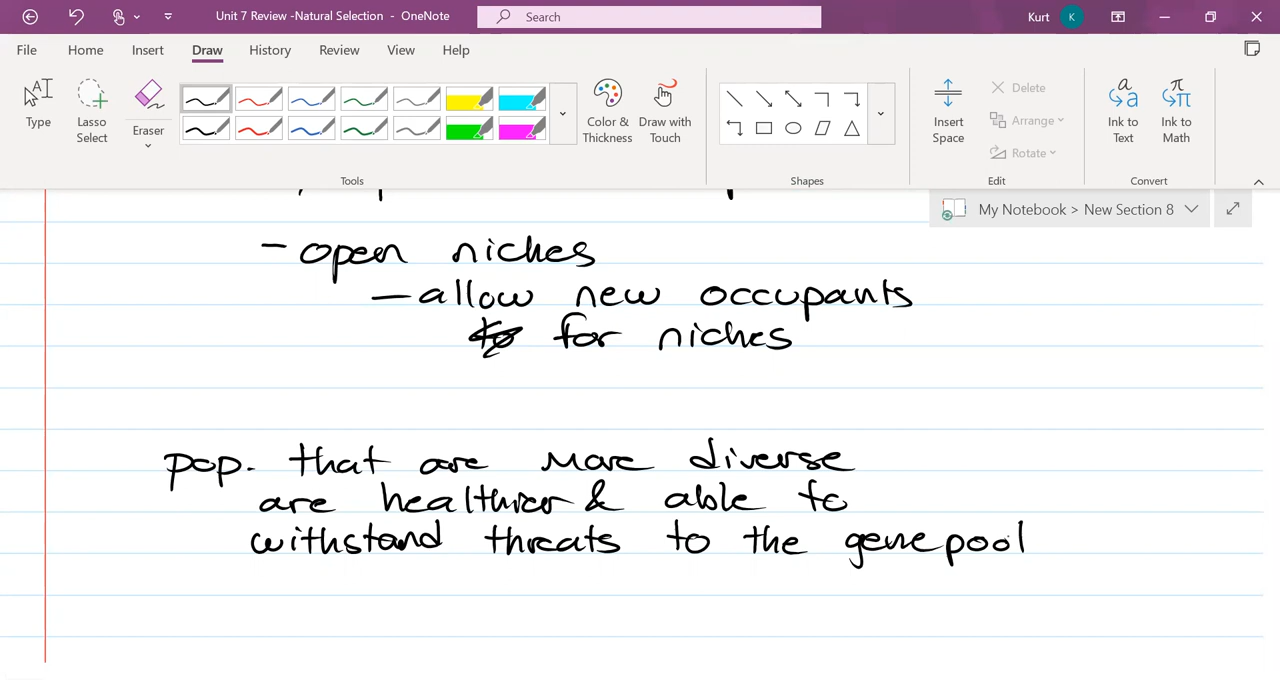 Unit 7 Review -Natural Selection - OneNote
Search
Kurt
K
File Home Insert Draw History Review View Help
Type
Lasso Select
Eraser
Color & Thickness
Draw with Touch
Insert Space
Delete
Arrange
Rotate
Ink to Text
Ink to Math
Tools
Shapes
Edit
Convert
My Notebook > New Section 8
- open niches
- allow new occupants
for niches
pop. that are more diverse
are healthier & able to
withstand threats to the genepool